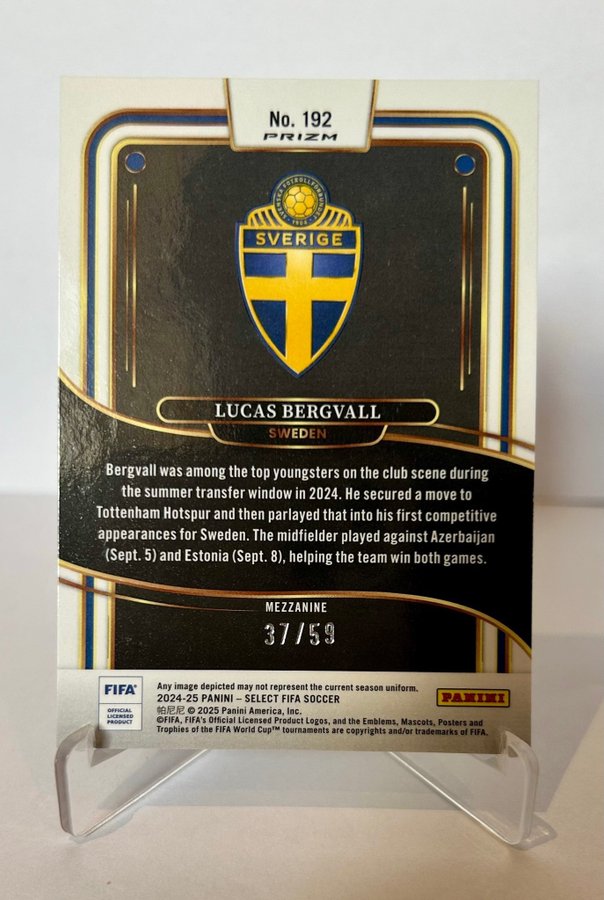 No. 192
PRIZM
SVENSKA FOTBOLLFÖRBUNDET
1904
SVERIGE
LUCAS BERGVALL
SWEDEN
Bergvall was among the top youngsters on the club scene during
the summer transfer window in 2024. He secured a move to
Tottenham Hotspur and then parlayed that into his first competitive
appearances for Sweden. The midfielder played against Azerbaijan
(Sept. 5) and Estonia (Sept. 8), helping the team win both games.
MEZZANINE
37/59
FIFA®
OFFICIAL
LICENSED
PRODUCT
Any image depicted may not represent the current season uniform.
2024-25 PANINI – SELECT FIFA SOCCER
帕尼尼 © 2025 Panini America, Inc.
©FIFA, FIFA's Official Licensed Product Logos, and the Emblems, Mascots, Posters and
Trophies of the FIFA World Cup™ tournaments are copyrights and/or trademarks of FIFA.
PANINI